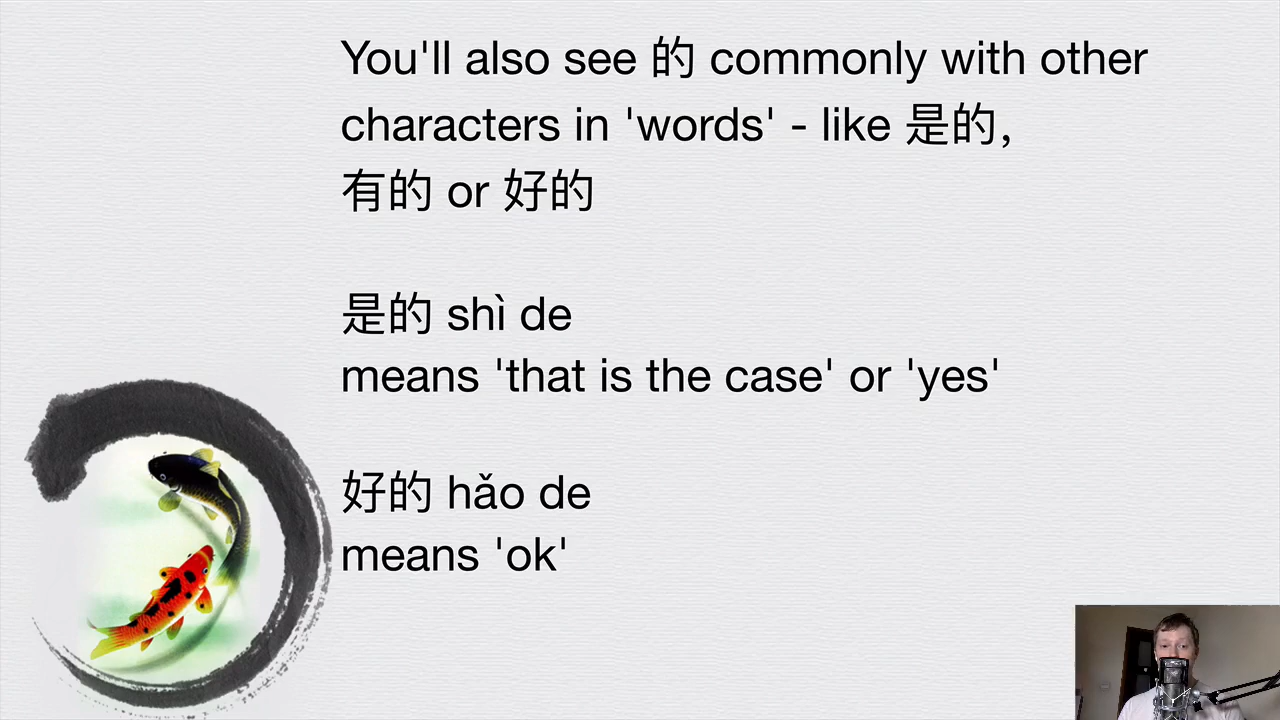 You'll also see 的 commonly with other
characters in 'words' - like 是的，
有的 or 好的
是的 shì de
means 'that is the case' or 'yes'
好的 hǎo de
means 'ok'